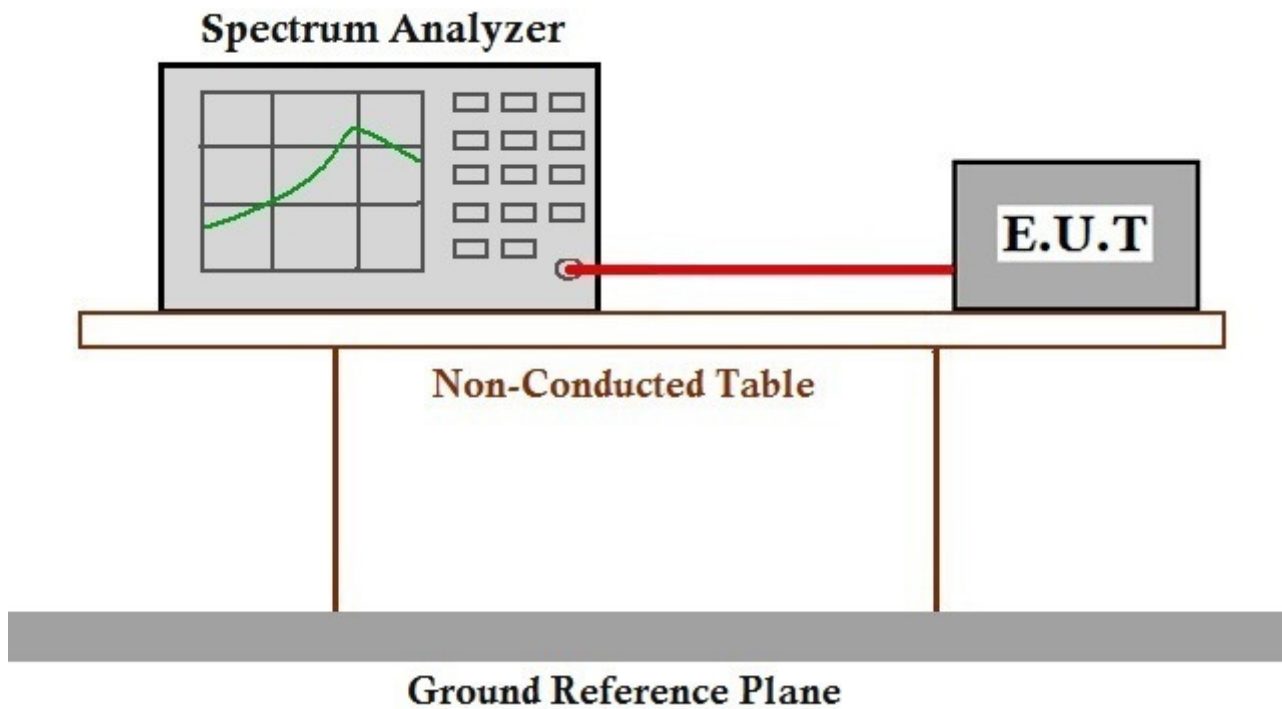 Spectrum Analyzer
E.U.T
Non-Conducted Table
Ground Reference Plane